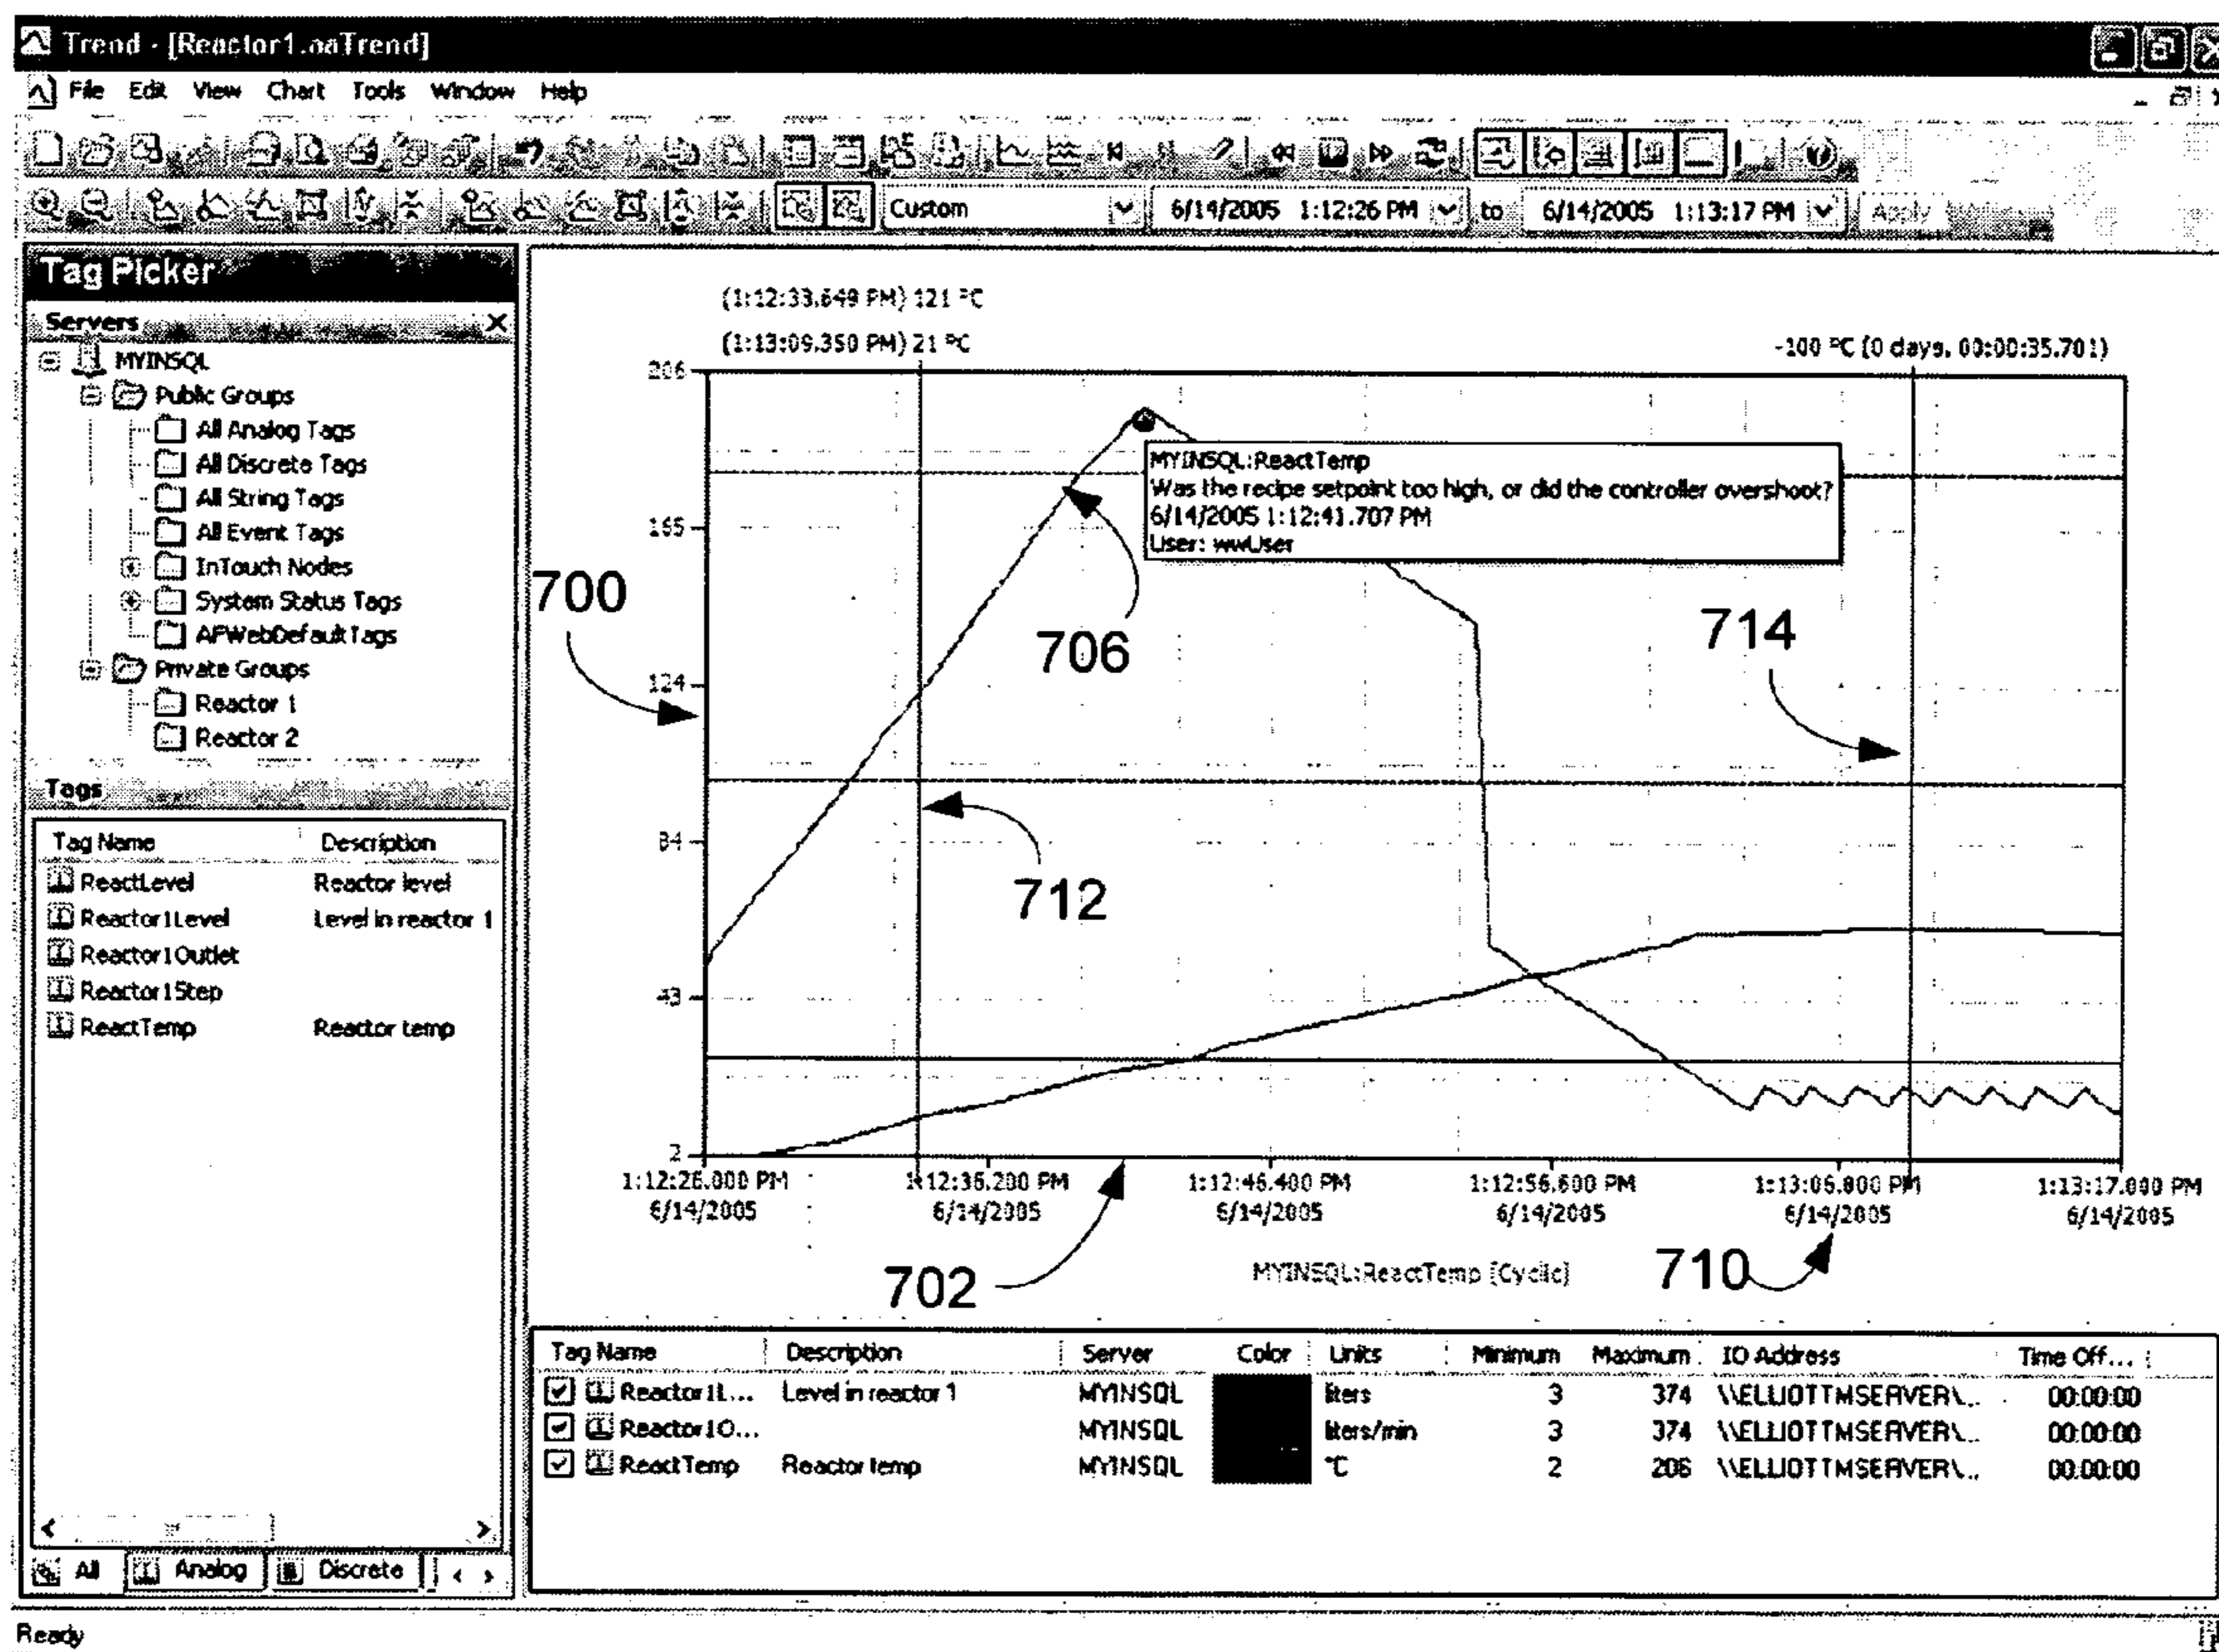 Trend - [Reactor1.aaTrend]
File Edit View Chart Tools Window Help
Custom 6/14/2005 1:12:26 PM to 6/14/2005 1:13:17 PM Apply
Tag Picker
Servers
MYINSQL
Public Groups
All Analog Tags
All Discrete Tags
All String Tags
All Event Tags
InTouch Nodes
System Status Tags
AFWebDefaultTags
Private Groups
Reactor 1
Reactor 2
Tags
Tag Name Description
ReactLevel Reactor level
Reactor1Level Level in reactor 1
Reactor1Outlet
Reactor1Step
ReactTemp Reactor temp
All Analog Discrete
(1:12:33.649 PM) 121 ºC
(1:13:09.350 PM) 21 ºC
-100 ºC (0 days, 00:00:35.701)
206
165
124
84
43
2
MYINSQL:ReactTemp
Was the recipe setpoint too high, or did the controller overshoot?
6/14/2005 1:12:41.707 PM
User: wwUser
700
706
714
712
1:12:26.000 PM 1:12:36.200 PM 1:12:46.400 PM 1:12:56.600 PM 1:13:06.800 PM 1:13:17.000 PM
6/14/2005 6/14/2005 6/14/2005 6/14/2005 6/14/2005 6/14/2005
702
MYINSQL:ReactTemp [Cyclic]
710
Tag Name Description Server Color Units Minimum Maximum IO Address Time Off...
Reactor1L... Level in reactor 1 MYINSQL liters 3 374 \\ELLIOTTMSERVER\... 00:00:00
Reactor1O... MYINSQL liters/min 3 374 \\ELLIOTTMSERVER\... 00:00:00
ReactTemp Reactor temp MYINSQL ºC 2 206 \\ELLIOTTMSERVER\... 00:00:00
Ready